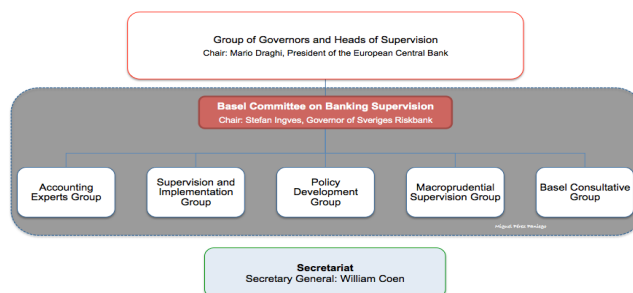 Group of Governors and Heads of Supervision
Chair: Mario Draghi, President of the European Central Bank
Basel Committee on Banking Supervision
Chair: Stefan Ingves, Governor of Sveriges Riskbank
Accounting
Experts Group
Supervision and
Implementation
Group
Policy
Development
Group
Macroprudential
Supervision Group
Basel Consultative
Group
Secretariat
Secretary General: William Coen